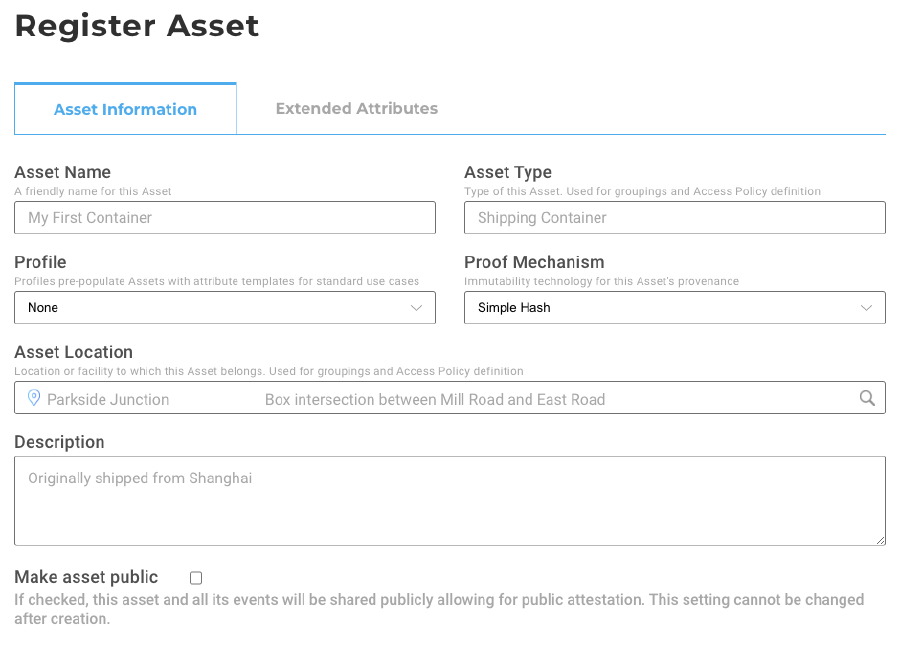 Register Asset
Asset Information
Extended Attributes
Asset Name
A friendly name for this Asset
My First Container
Asset Type
Type of this Asset. Used for groupings and Access Policy definition
Shipping Container
Profile
Profiles pre-populate Assets with attribute templates for standard use cases
None
Proof Mechanism
Immutability technology for this Asset's provenance
Simple Hash
Asset Location
Location or facility to which this Asset belongs. Used for groupings and Access Policy definition
Parkside Junction
Box intersection between Mill Road and East Road
Description
Originally shipped from Shanghai
Make asset public
If checked, this asset and all its events will be shared publicly allowing for public attestation. This setting cannot be changed
after creation.